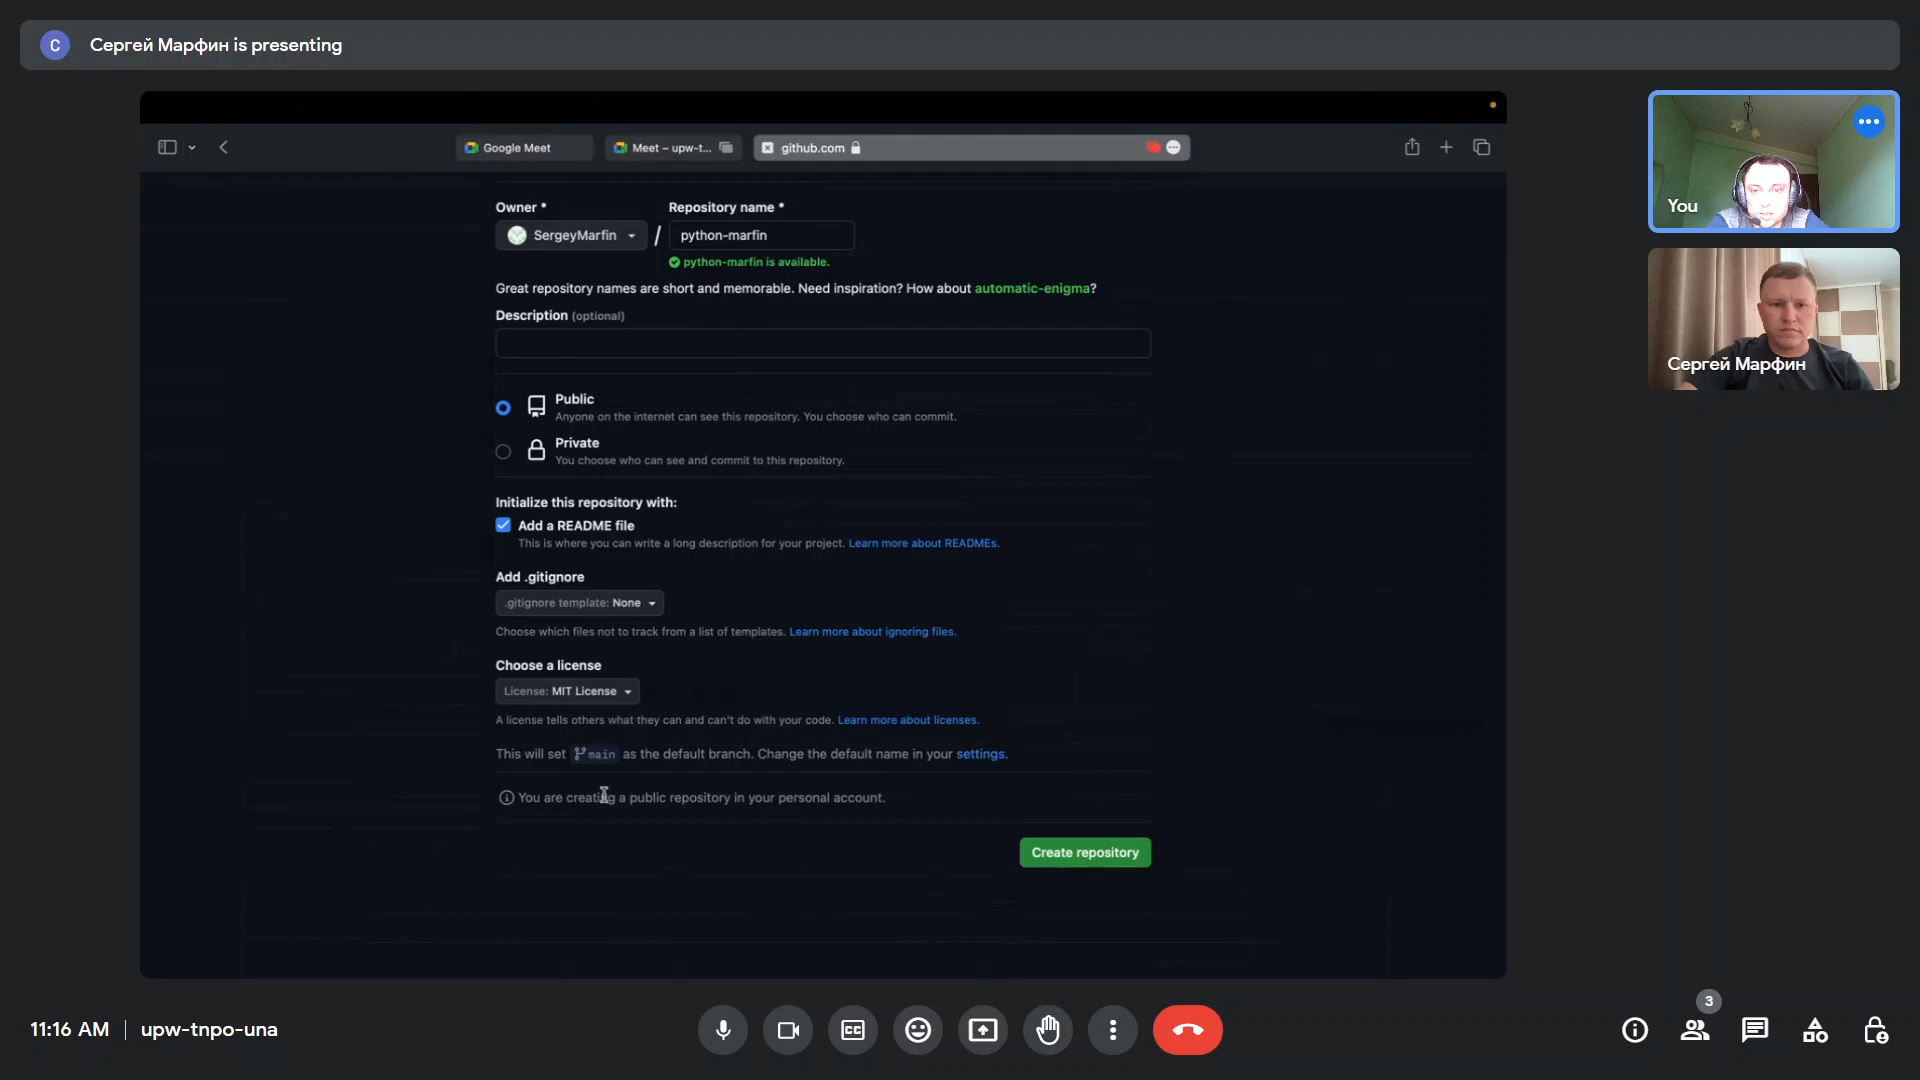 С
Сергей Марфин is presenting
Google Meet
Meet – upw-t...
github.com
Owner *
Repository name *
SergeyMarfin
/
python-marfin
python-marfin is available.
Great repository names are short and memorable. Need inspiration? How about automatic-enigma?
Description (optional)
Public
Anyone on the internet can see this repository. You choose who can commit.
Private
You choose who can see and commit to this repository.
Initialize this repository with:
Add a README file
This is where you can write a long description for your project. Learn more about READMEs.
Add .gitignore
.gitignore template: None
Choose which files not to track from a list of templates. Learn more about ignoring files.
Choose a license
License: MIT License
A license tells others what they can and can't do with your code. Learn more about licenses.
This will set main as the default branch. Change the default name in your settings.
You are creating a public repository in your personal account.
Create repository
You
Сергей Марфин
11:16 AM
upw-tnpo-una
CC
3